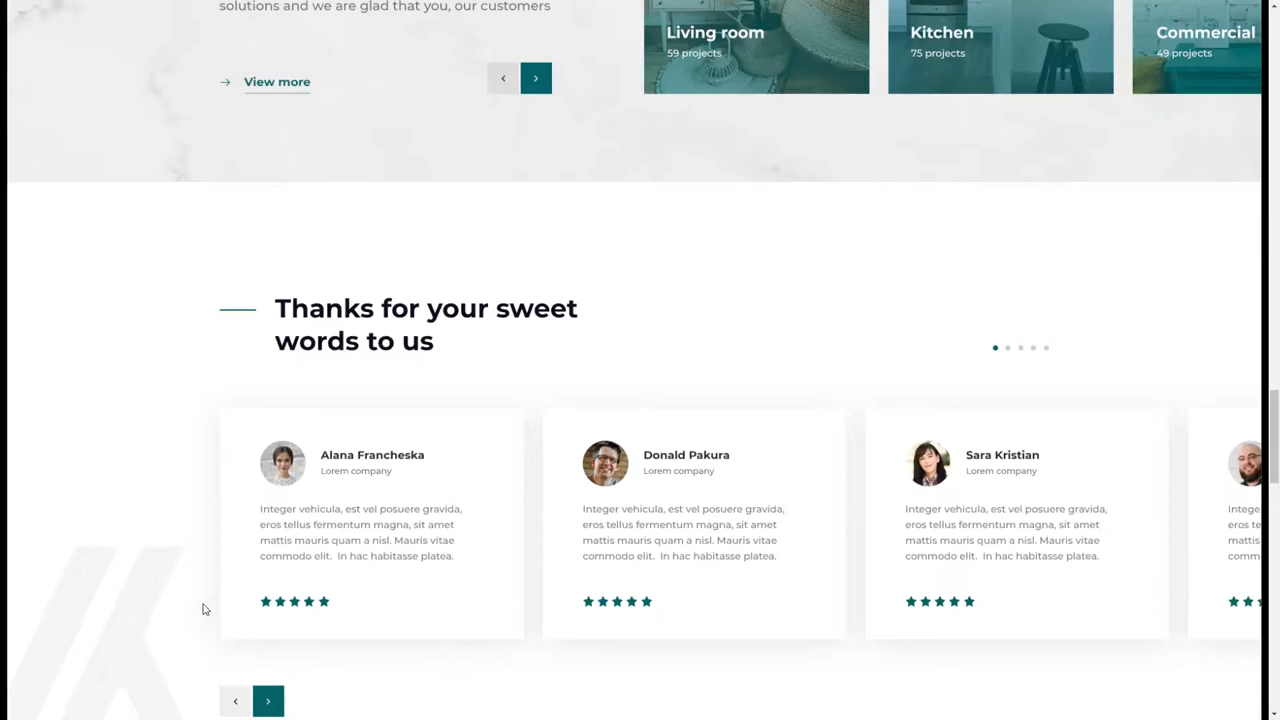 solutions and we are glad that you, our customers
View more
Living room
59 projects
Kitchen
75 projects
Commercial
49 projects
Thanks for your sweet
words to us
Alana Francheska
Lorem company
Integer vehicula, est vel posuere gravida,
eros tellus fermentum magna, sit amet
mattis mauris quam a nisl. Mauris vitae
commodo elit.  In hac habitasse platea.
Donald Pakura
Lorem company
Integer vehicula, est vel posuere gravida,
eros tellus fermentum magna, sit amet
mattis mauris quam a nisl. Mauris vitae
commodo elit.  In hac habitasse platea.
Sara Kristian
Lorem company
Integer vehicula, est vel posuere gravida,
eros tellus fermentum magna, sit amet
mattis mauris quam a nisl. Mauris vitae
commodo elit.  In hac habitasse platea.
Intege
eros te
mattis
comm